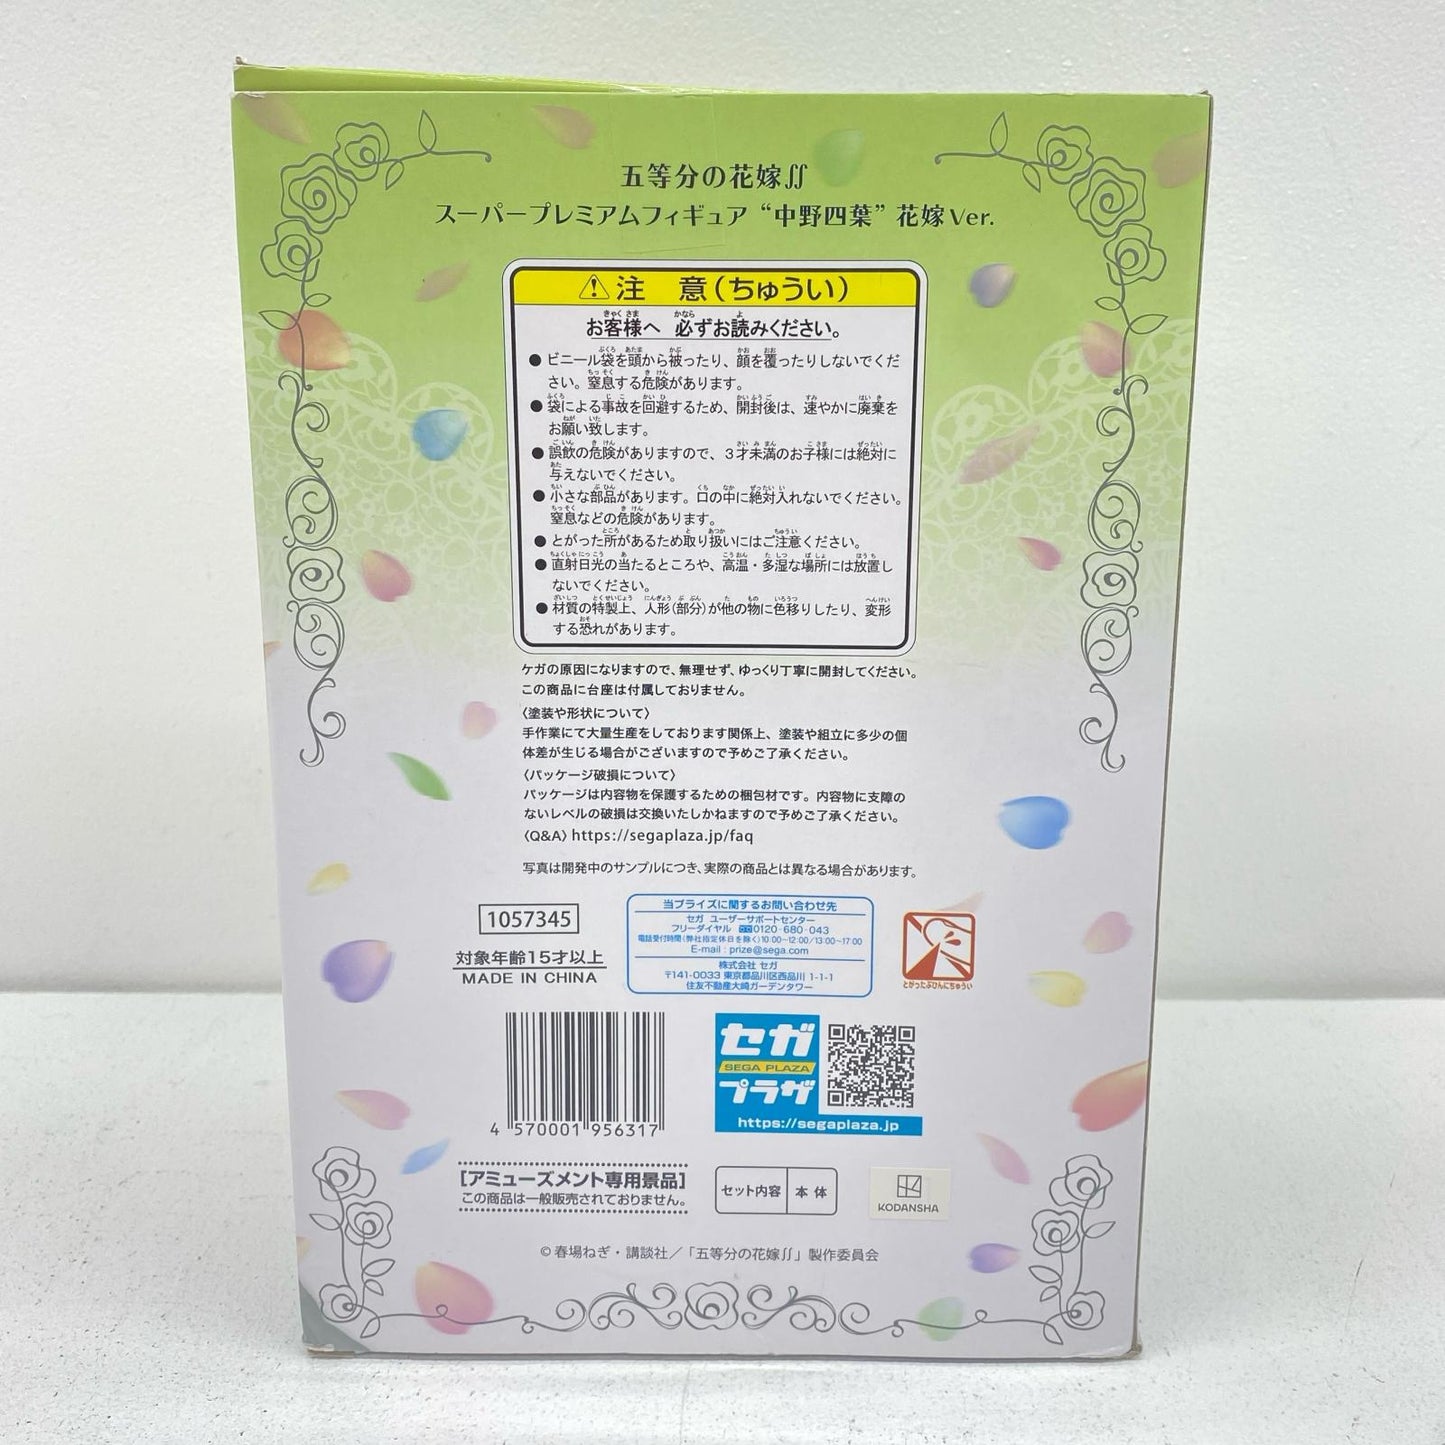 五等分の花嫁∬
スーパープレミアムフィギュア “中野四葉” 花嫁 Ver.
⚠注 意(ちゅうい)
お客様へ 必ずお読みください。
● ビニール袋を頭から被ったり、顔を覆ったりしないでくだ
さい。窒息する危険があります。
● 袋による事故を回避するため、開封後は、速やかに廃棄を
お願い致します。
● 誤飲の危険がありますので、3才未満のお子様には絶対に
与えないでください。
● 小さな部品があります。口の中に絶対入れないでください。
窒息などの危険があります。
● とがった所があるため取り扱いにはご注意ください。
● 直射日光の当たるところや、高温・多湿な場所には放置し
ないでください。
● 材質の特製上、人形(部分)が他の物に色移りしたり、変形
する恐れがあります。
ケガの原因になりますので、無理せず、ゆっくり丁寧に開封してください。
この商品に台座は付属しておりません。
〈塗装や形状について〉
手作業にて大量生産をしております関係上、塗装や組立に多少の個
体差が生じる場合がございますので予めご了承ください。
〈パッケージ破損について〉
パッケージは内容物を保護するための梱包材です。内容物に支障の
ないレベルの破損は交換いたしかねますので予めご了承ください。
〈Q&A〉https://segaplaza.jp/faq
写真は開発中のサンプルにつき、実際の商品とは異なる場合があります。
1057345
対象年齢15才以上
MADE IN CHINA
当プライズに関するお問い合わせ先
セガ ユーザーサポートセンター
フリーダイヤル 0120-680-043
電話受付時間(弊社指定休日を除く)10:00~12:00/13:00~17:00
E-mail : prize@sega.com
株式会社 セガ
〒141-0033 東京都品川区西品川 1-1-1
住友不動産大崎ガーデンタワー
とがったぶひんにちゅうい
セガ
SEGA PLAZA
プラザ
https://segaplaza.jp
4 570001 956317
[アミューズメント専用景品]
この商品は一般販売されておりません。
セット内容 本 体
KODANSHA
© 春場ねぎ・講談社／「五等分の花嫁∬」製作委員会